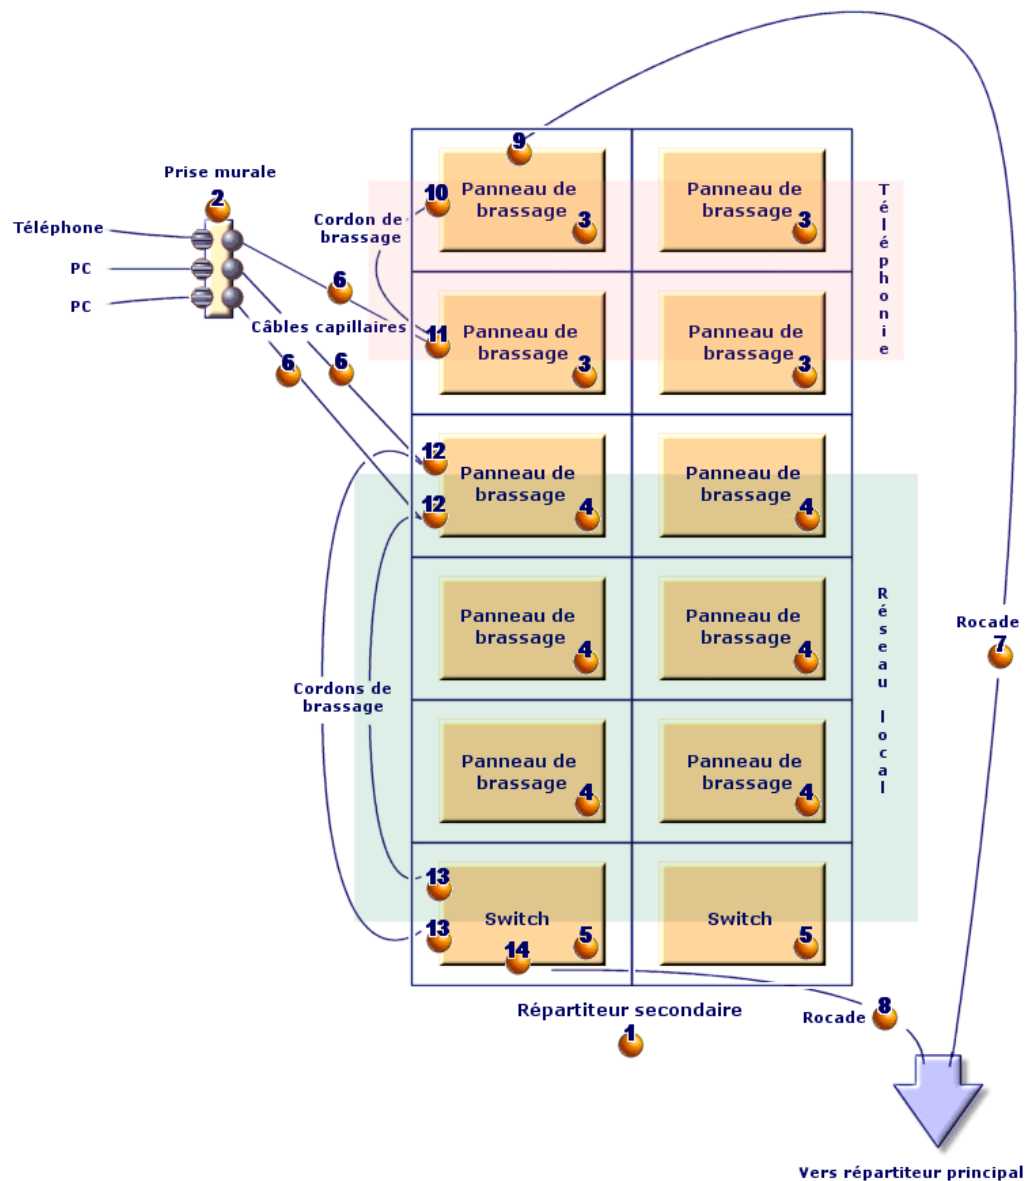 9
Prise murale
2
Panneau de
brassage
3
Panneau de
brassage
3
10
Cordon de
brassage
Téléphone
PC
PC
6
Téléphonie
Câbles capillaires
11
Panneau de
brassage
3
Panneau de
brassage
3
6
6
12
12
Panneau de
brassage
4
Panneau de
brassage
4
Panneau de
brassage
4
Panneau de
brassage
4
Réseau local
Rocade
7
Cordons de
brassage
Panneau de
brassage
4
Panneau de
brassage
4
13
13
Switch
5
14
Switch
5
Répartiteur secondaire
1
Rocade
8
Vers répartiteur principal